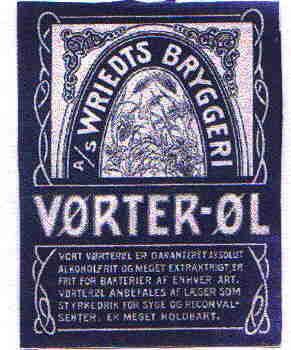 A/S WRIEDTS BRYGGERI
VØRTER-ØL
VORT VØRTERØL ER GARANTERET ABSOLUT
ALKOHOLFRIT OG MEGET EXTRAKTRIGT, ER
FRIT FOR BAKTERIER AF ENHVER ART.
VØRTERØL ANBEFALES AF LÆGER SOM
STYRKEDRIK FOR SYGE OG RECONVAL-
SENTER, ER MEGET HOLDBART.